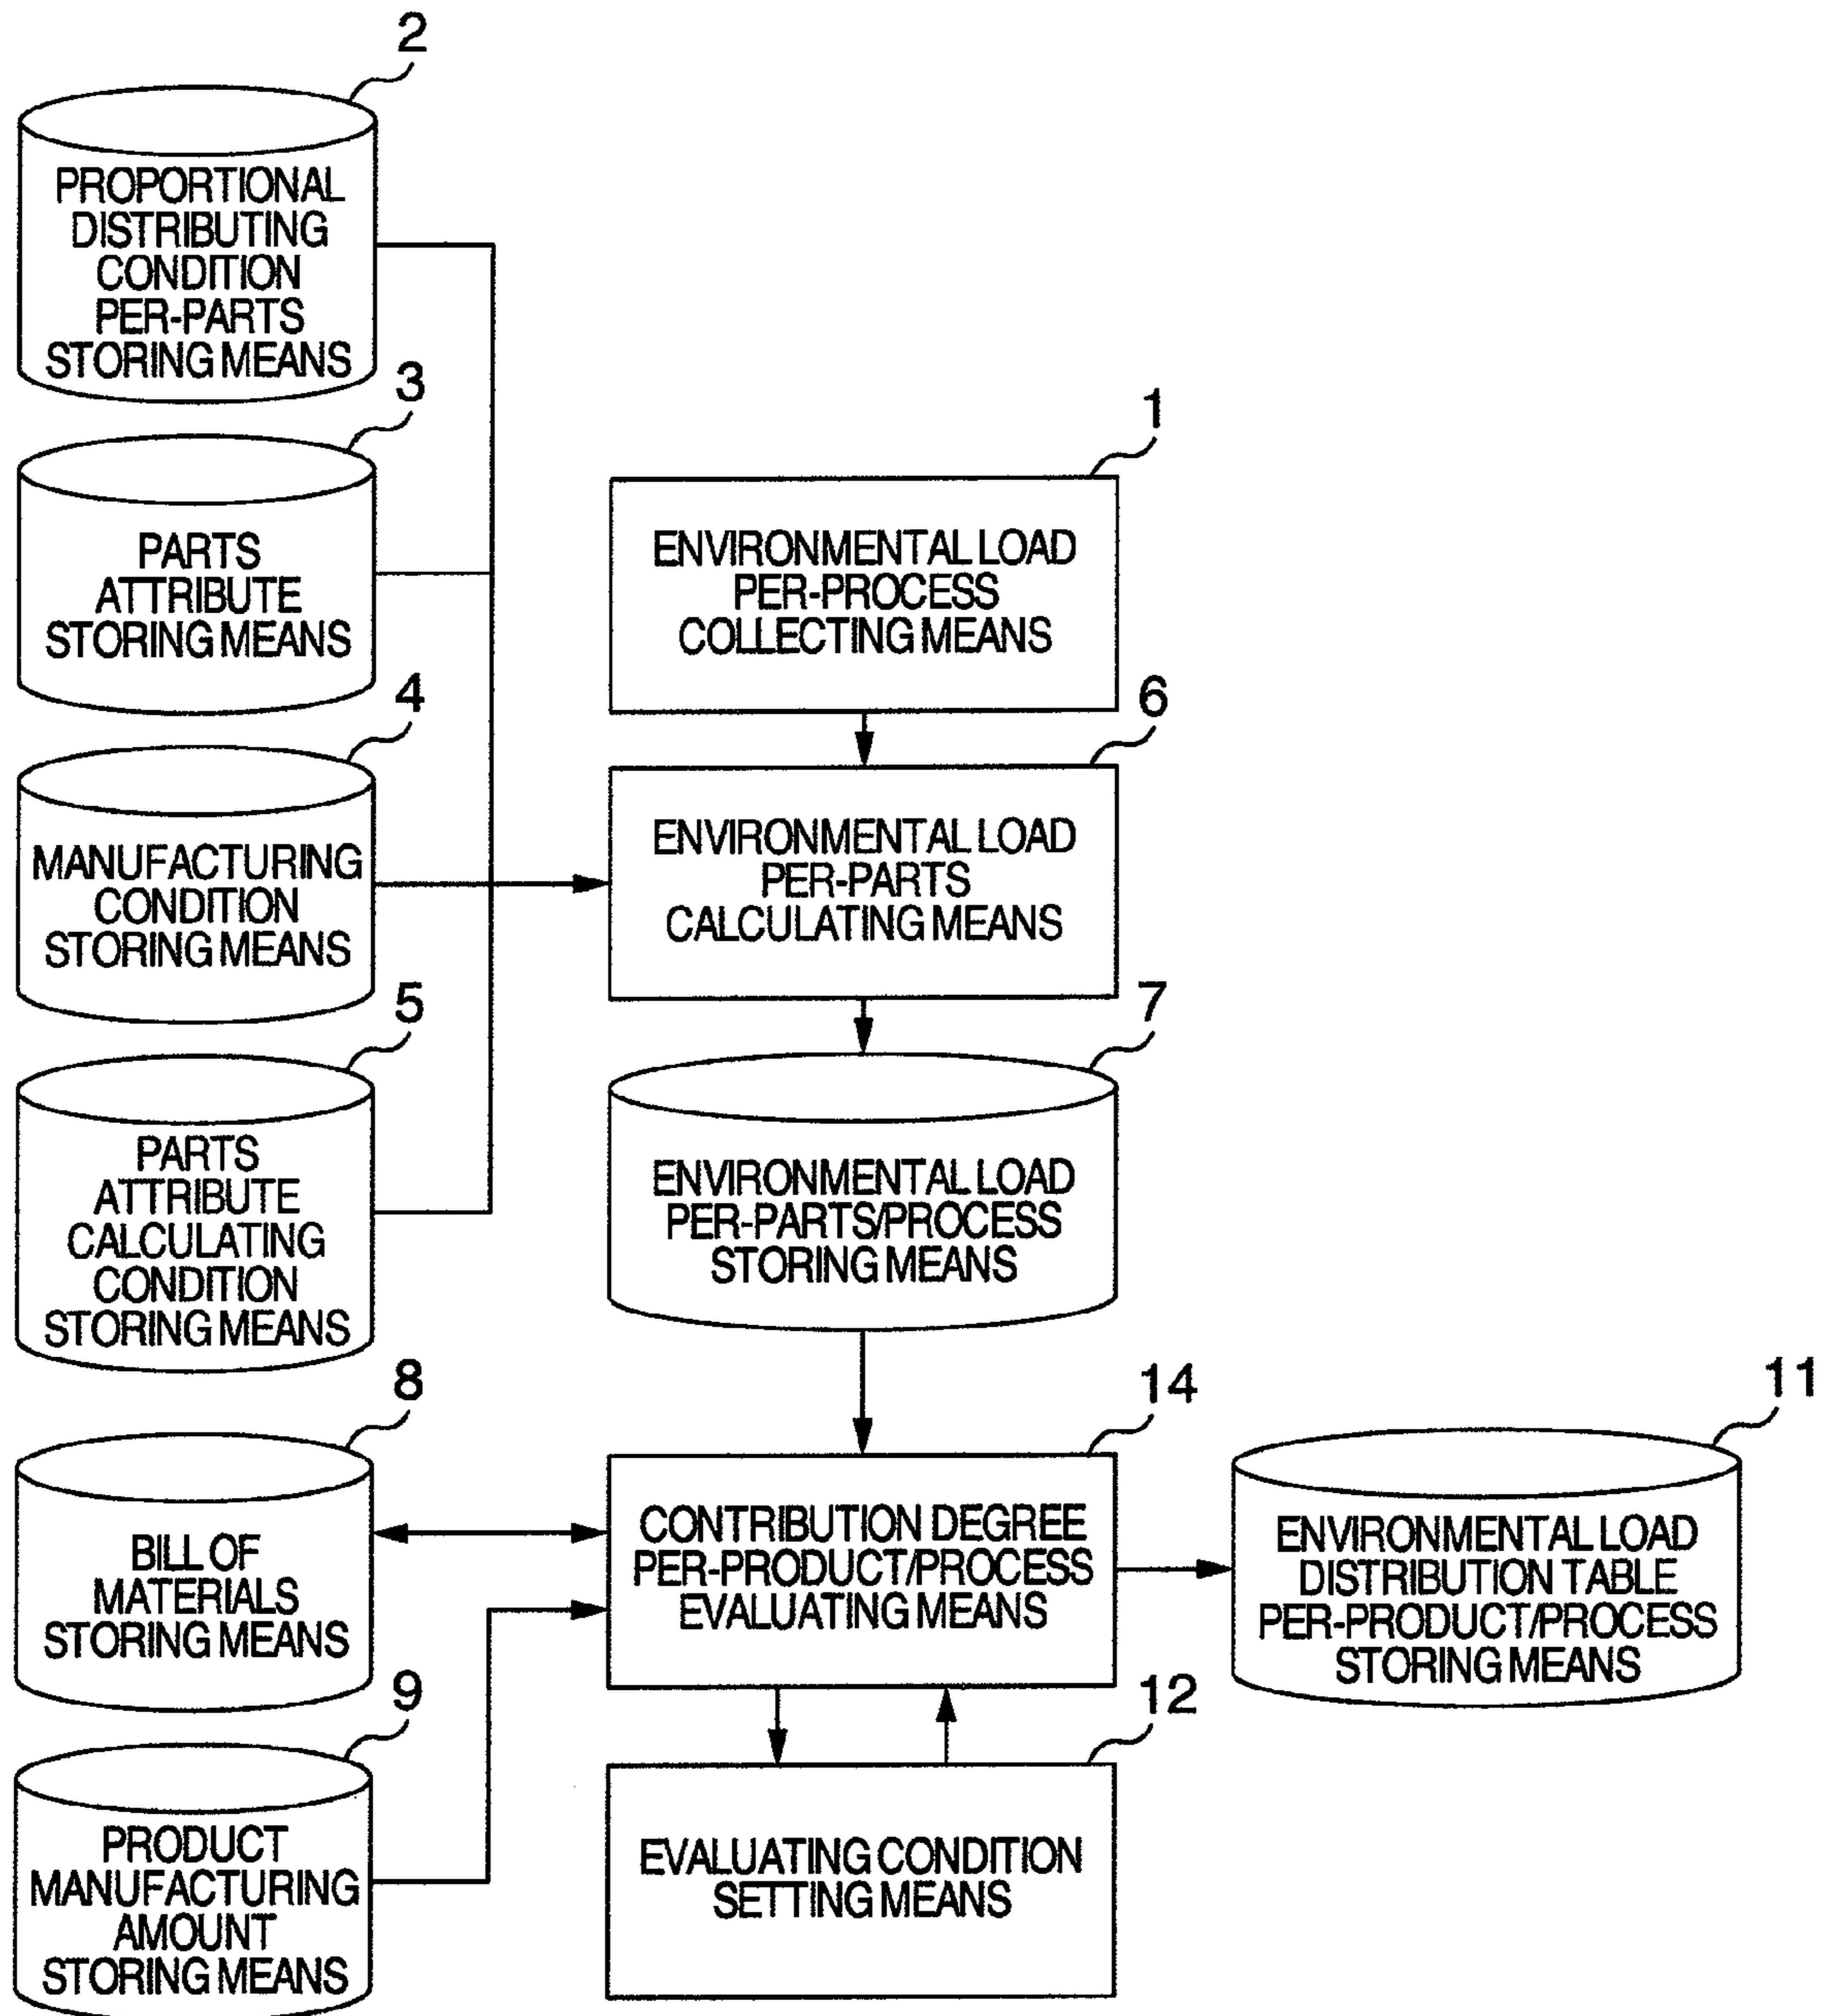 2
PROPORTIONAL
DISTRIBUTING
CONDITION
PER-PARTS
STORING MEANS
3
PARTS
ATTRIBUTE
STORING MEANS
1
ENVIRONMENTAL LOAD
PER-PROCESS
COLLECTING MEANS
4
MANUFACTURING
CONDITION
STORING MEANS
6
ENVIRONMENTAL LOAD
PER-PARTS
CALCULATING MEANS
5
PARTS
ATTRIBUTE
CALCULATING
CONDITION
STORING MEANS
7
ENVIRONMENTAL LOAD
PER-PARTS/PROCESS
STORING MEANS
8
BILL OF
MATERIALS
STORING MEANS
14
CONTRIBUTION DEGREE
PER-PRODUCT/PROCESS
EVALUATING MEANS
11
ENVIRONMENTAL LOAD
DISTRIBUTION TABLE
PER-PRODUCT/PROCESS
STORING MEANS
9
PRODUCT
MANUFACTURING
AMOUNT
STORING MEANS
12
EVALUATING CONDITION
SETTING MEANS